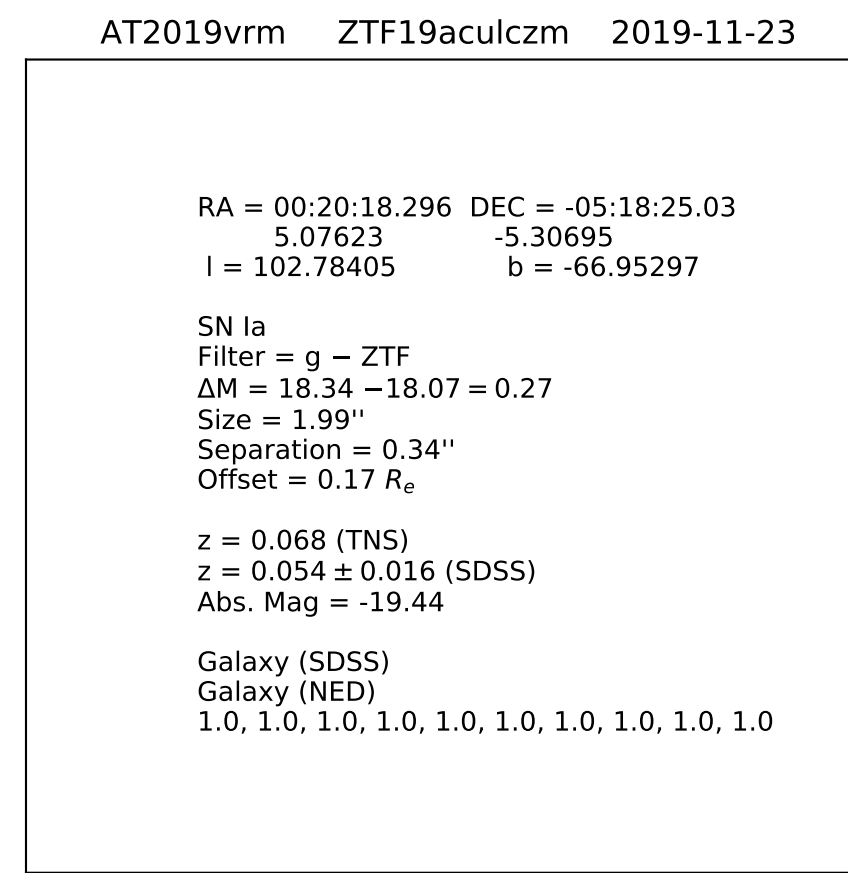 AT2019vrm ZTF19aculczm 2019-11-23
RA = 00:20:18.296 DEC = -05:18:25.03
5.07623 -5.30695
l = 102.78405 b = -66.95297
SN Ia
Filter = g − ZTF
ΔM = 18.34 −18.07 = 0.27
Size = 1.99''
Separation = 0.34''
Offset = 0.17 Re
z = 0.068 (TNS)
z = 0.054 ± 0.016 (SDSS)
Abs. Mag = -19.44
Galaxy (SDSS)
Galaxy (NED)
1.0, 1.0, 1.0, 1.0, 1.0, 1.0, 1.0, 1.0, 1.0, 1.0